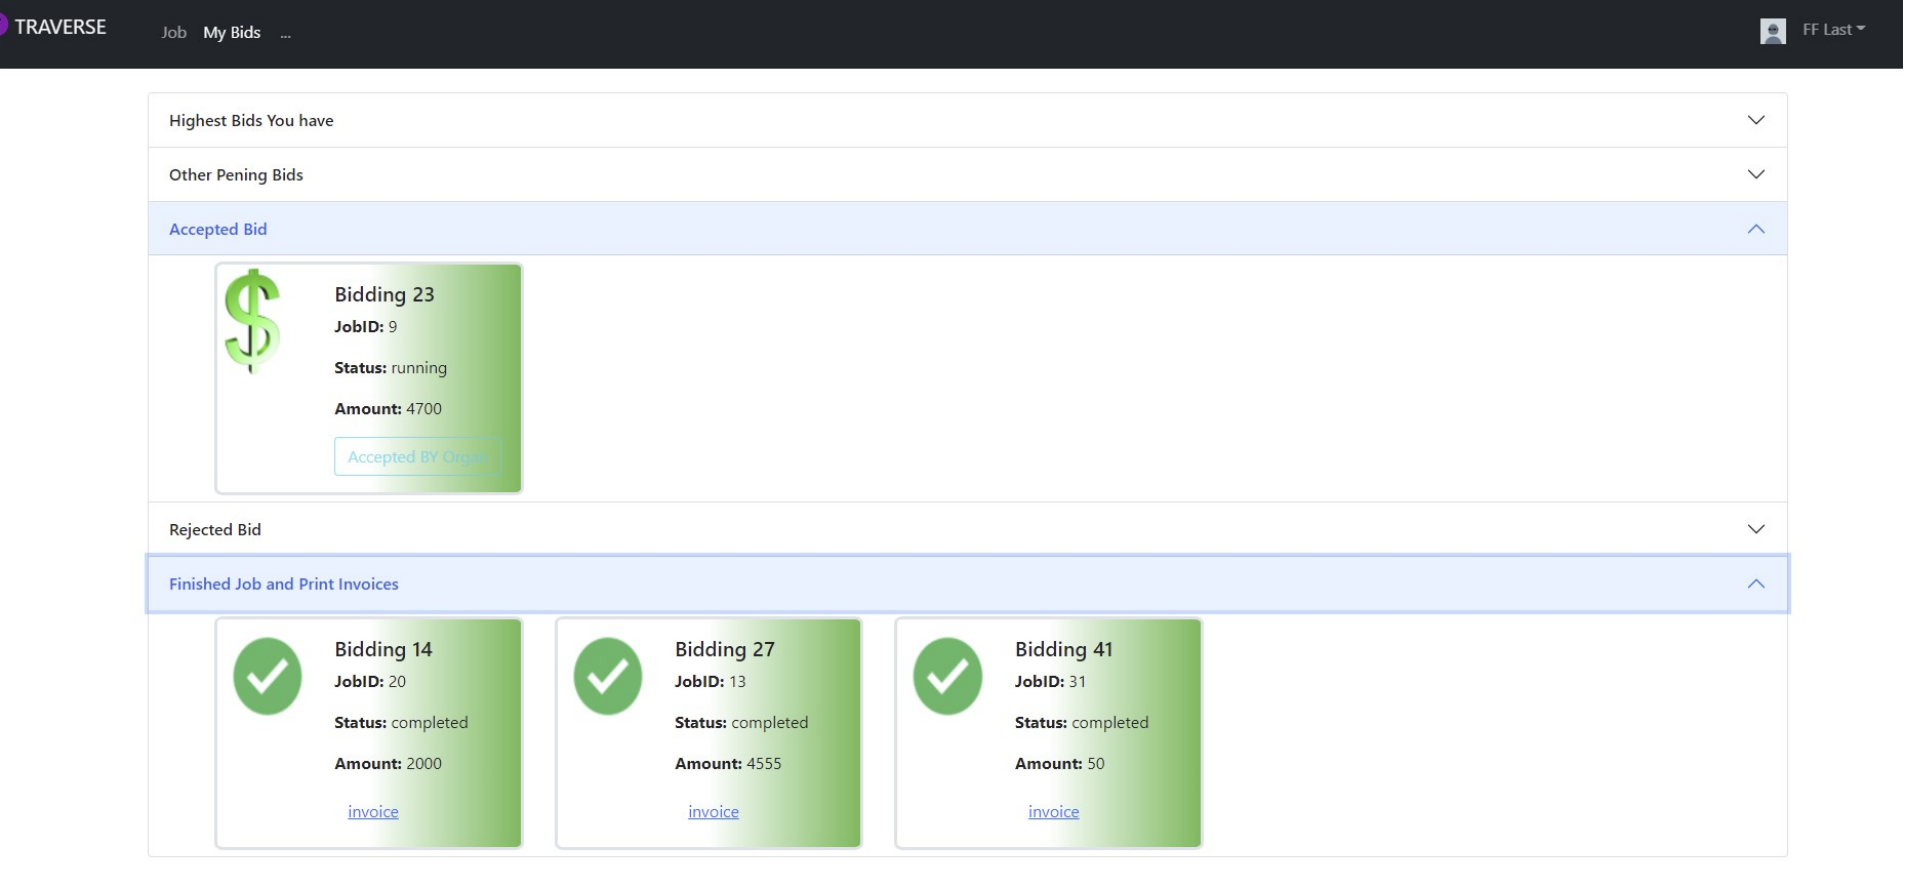 TRAVERSE
Job My Bids ...
FF Last
Highest Bids You have
Other Pening Bids
Accepted Bid
Bidding 23
JobID: 9
Status: running
Amount: 4700
Accepted BY
Rejected Bid
Finished Job and Print Invoices
Bidding 14
JobID: 20
Status: completed
Amount: 2000
invoice
Bidding 27
JobID: 13
Status: completed
Amount: 4555
invoice
Bidding 41
JobID: 31
Status: completed
Amount: 50
invoice